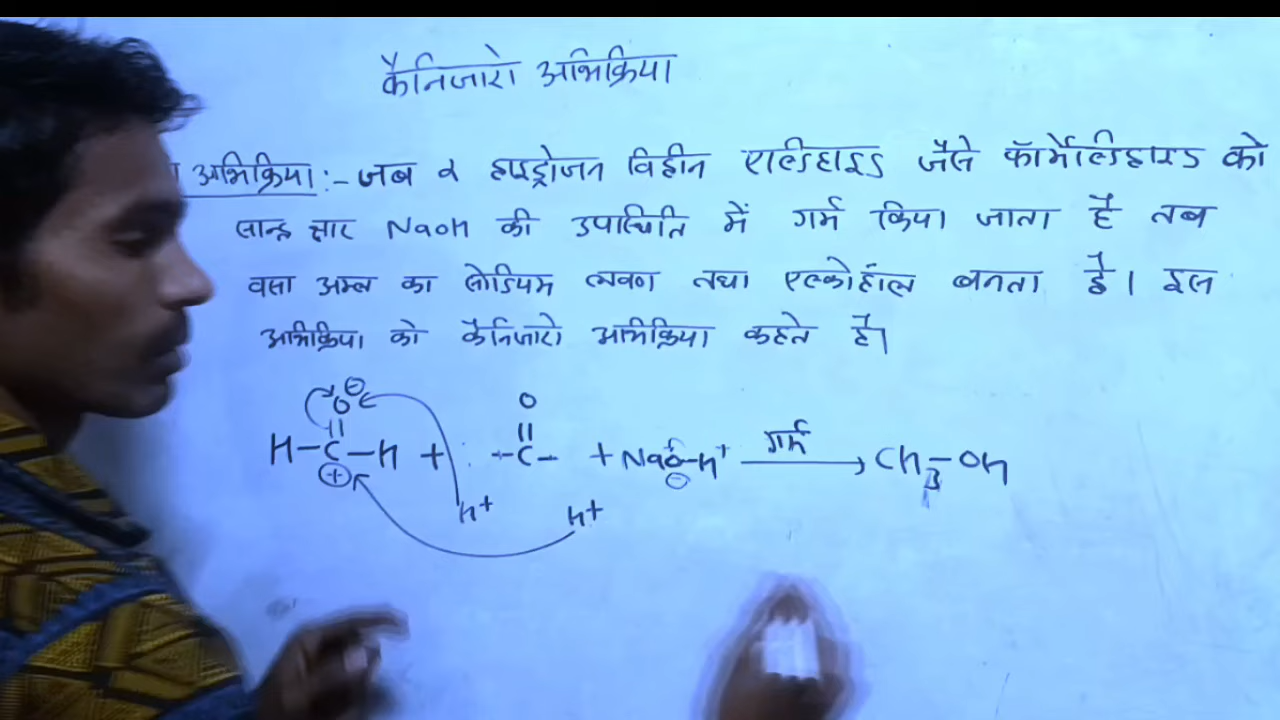 कैनिजारो अभिक्रिया
अभिक्रिया :- जब α हाइड्रोजन विहीन एल्डिहाइड जैसे फॉर्मेल्डिहाइड को
सान्द्र क्षार NaOH की उपास्थिति में गर्म किया जाता है तब
वसा अम्ल का सोडियम लवण तथा एल्कोहॉल बनता है। इस
अभिक्रिया को कैनिजारो अभिक्रिया कहते है।
O⊖ O
|| ||
H-C-H + -C- + NaO-H⁺ गर्म → CH₃-OH
⊕ ⊖
H⁺ H⁺